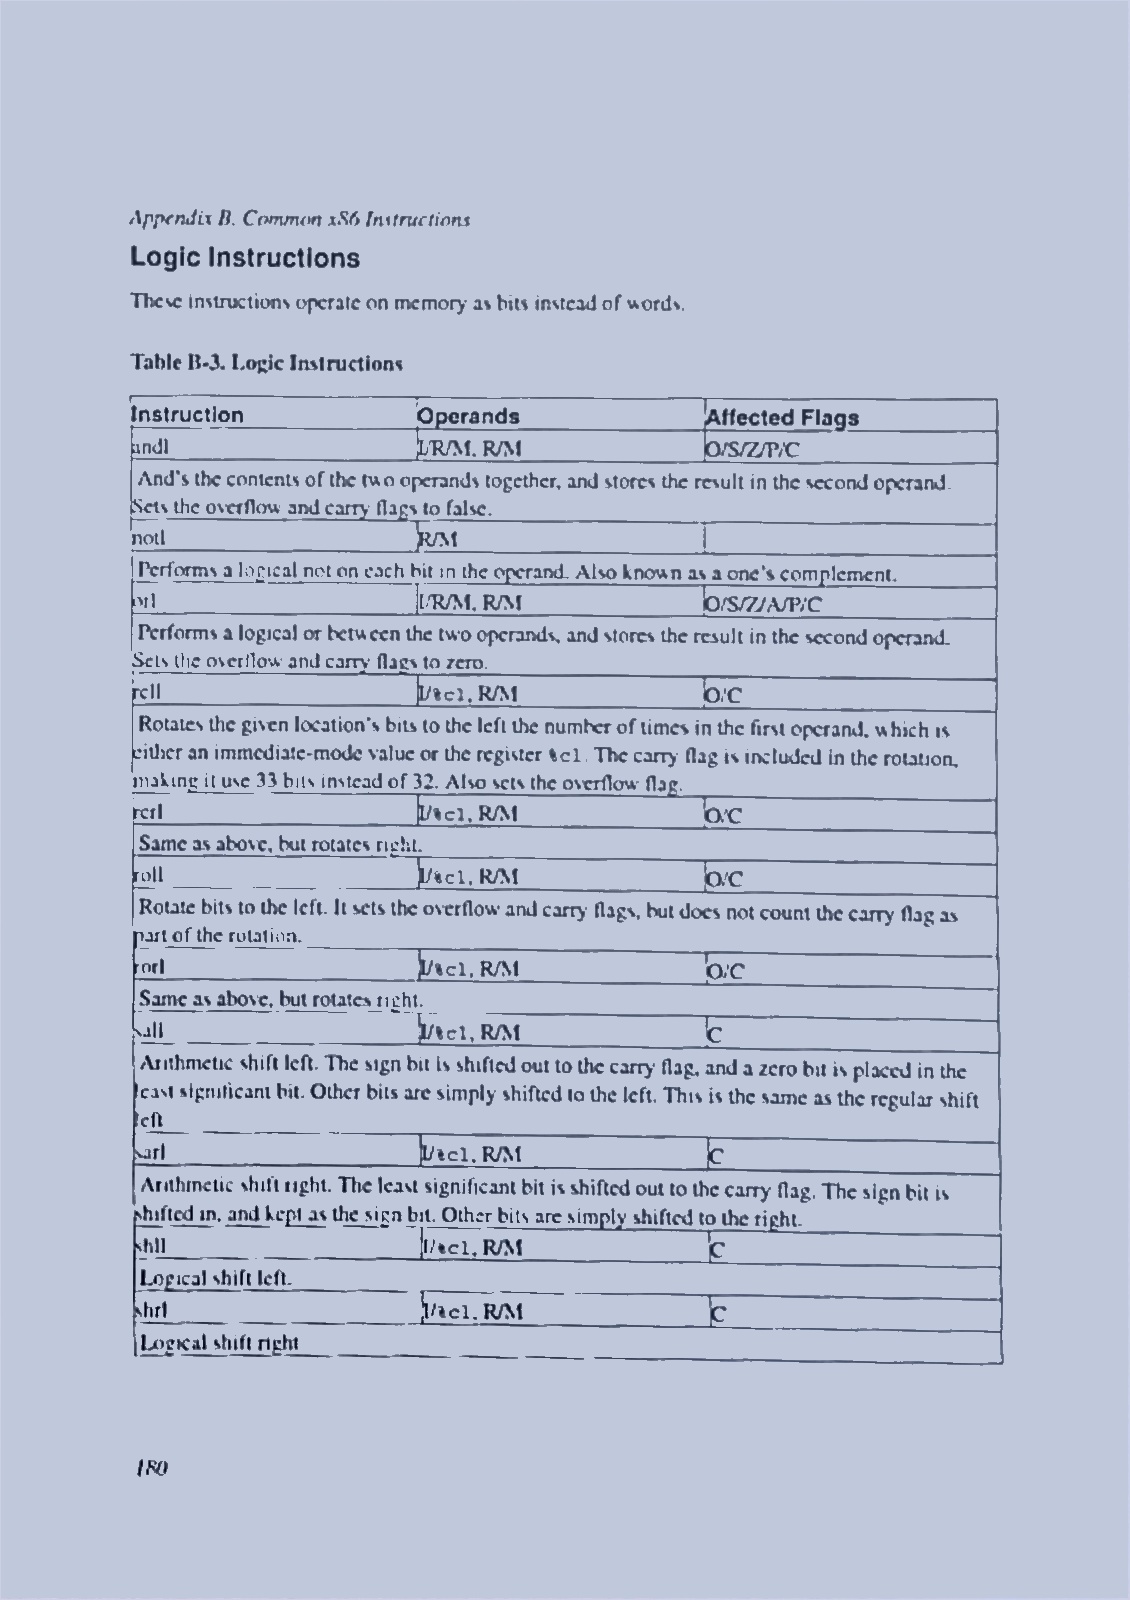 Appendix B. Common x86 Instructions
Logic Instructions
These instructions operate on memory as bits instead of words.
Table B-3. Logic Instructions
Instruction Operands Affected Flags
andl I/R/M, R/M O/S/Z/P/C
And's the contents of the two operands together, and stores the result in the second operand.
Sets the overflow and carry flags to false.
notl R/M
Performs a logical not on each bit in the operand. Also known as a one's complement.
orl I/R/M, R/M O/S/Z/A/P/C
Performs a logical or between the two operands, and stores the result in the second operand.
Sets the overflow and carry flags to zero.
rcll I/%cl, R/M O/C
Rotates the given location's bits to the left the number of times in the first operand, which is
either an immediate-mode value or the register %cl. The carry flag is included in the rotation,
making it use 33 bits instead of 32. Also sets the overflow flag.
rcrl I/%cl, R/M O/C
Same as above, but rotates right.
roll I/%cl, R/M O/C
Rotate bits to the left. It sets the overflow and carry flags, but does not count the carry flag as
part of the rotation.
rorl I/%cl, R/M O/C
Same as above, but rotates right.
sall I/%cl, R/M C
Arithmetic shift left. The sign bit is shifted out to the carry flag, and a zero bit is placed in the
least significant bit. Other bits are simply shifted to the left. This is the same as the regular shift
left
sarl I/%cl, R/M C
Arithmetic shift right. The least significant bit is shifted out to the carry flag. The sign bit is
shifted in, and kept as the sign bit. Other bits are simply shifted to the right.
shll I/%cl, R/M C
Logical shift left.
shrl I/%cl, R/M C
Logical shift right
180